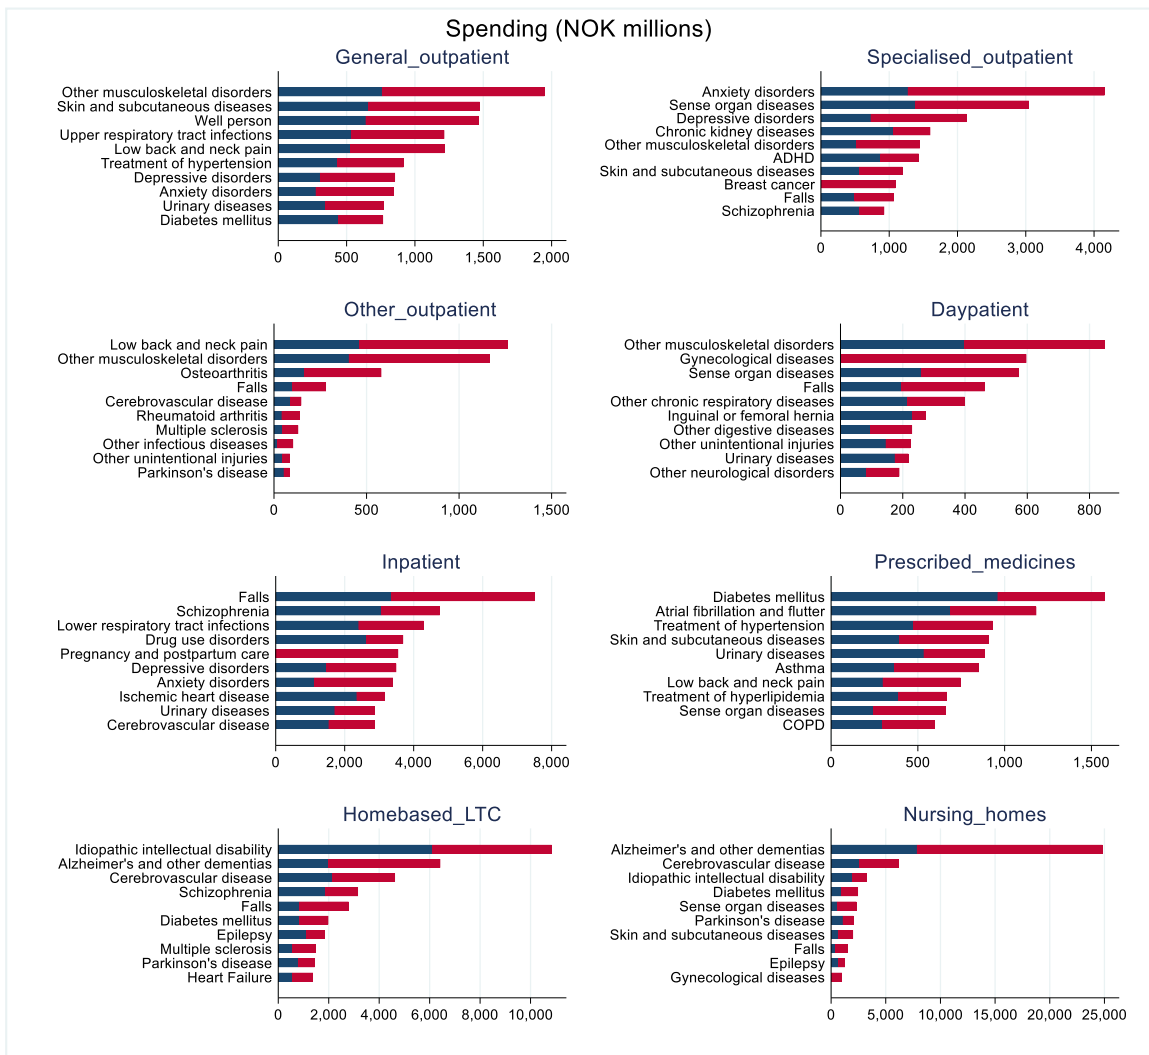 Spending (NOK millions)
General_outpatient
Other musculoskeletal disorders
Skin and subcutaneous diseases
Well person
Upper respiratory tract infections
Low back and neck pain
Treatment of hypertension
Depressive disorders
Anxiety disorders
Urinary diseases
Diabetes mellitus
0 500 1,000 1,500 2,000
Specialised_outpatient
Anxiety disorders
Sense organ diseases
Depressive disorders
Chronic kidney diseases
Other musculoskeletal disorders
ADHD
Skin and subcutaneous diseases
Breast cancer
Falls
Schizophrenia
0 1,000 2,000 3,000 4,000
Other_outpatient
Low back and neck pain
Other musculoskeletal disorders
Osteoarthritis
Falls
Cerebrovascular disease
Rheumatoid arthritis
Multiple sclerosis
Other infectious diseases
Other unintentional injuries
Parkinson's disease
0 500 1,000 1,500
Daypatient
Other musculoskeletal disorders
Gynecological diseases
Sense organ diseases
Falls
Other chronic respiratory diseases
Inguinal or femoral hernia
Other digestive diseases
Other unintentional injuries
Urinary diseases
Other neurological disorders
0 200 400 600 800
Inpatient
Falls
Schizophrenia
Lower respiratory tract infections
Drug use disorders
Pregnancy and postpartum care
Depressive disorders
Anxiety disorders
Ischemic heart disease
Urinary diseases
Cerebrovascular disease
0 2,000 4,000 6,000 8,000
Prescribed_medicines
Diabetes mellitus
Atrial fibrillation and flutter
Treatment of hypertension
Skin and subcutaneous diseases
Urinary diseases
Asthma
Low back and neck pain
Treatment of hyperlipidemia
Sense organ diseases
COPD
0 500 1,000 1,500
Homebased_LTC
Idiopathic intellectual disability
Alzheimer's and other dementias
Cerebrovascular disease
Schizophrenia
Falls
Diabetes mellitus
Epilepsy
Multiple sclerosis
Parkinson's disease
Heart Failure
0 2,000 4,000 6,000 8,000 10,000
Nursing_homes
Alzheimer's and other dementias
Cerebrovascular disease
Idiopathic intellectual disability
Diabetes mellitus
Sense organ diseases
Parkinson's disease
Skin and subcutaneous diseases
Falls
Epilepsy
Gynecological diseases
0 5,000 10,000 15,000 20,000 25,000